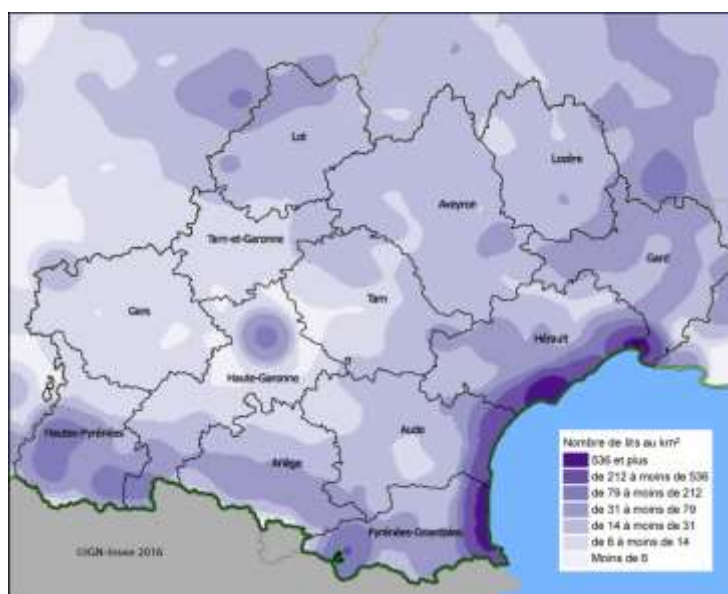 Lot
Lozère
Aveyron
Tarn-et-Garonne
Gard
Gers
Tarn
Hérault
Haute-Garonne
Hautes-Pyrénées
Aude
Ariège
Pyrénées-Orientales
©IGN-Insee 2016
Nombre de lits au km²
536 et plus
de 212 à moins de 536
de 79 à moins de 212
de 31 à moins de 79
de 14 à moins de 31
de 6 à moins de 14
Moins de 6